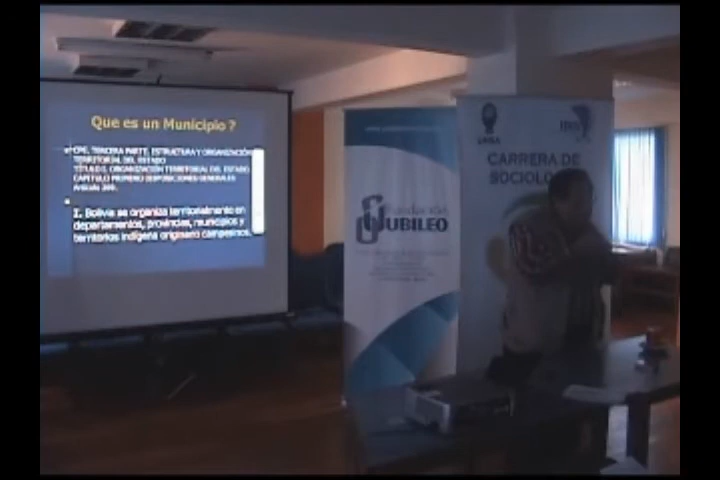 Que es un Municipio ?
CPE. TERCERA PARTE. ESTRUCTURA Y ORGANIZACIÓN
TERRITORIAL DEL ESTADO
TÍTULO I. ORGANIZACIÓN TERRITORIAL DEL ESTADO
CAPÍTULO PRIMERO DISPOSICIONES GENERALES
Artículo 269.
I. Bolivia se organiza territorialmente en
departamentos, provincias, municipios y
territorios indígena originario campesinos.
Fundación
JUBILEO
UMSA
CARRERA DE
SOCIOLO